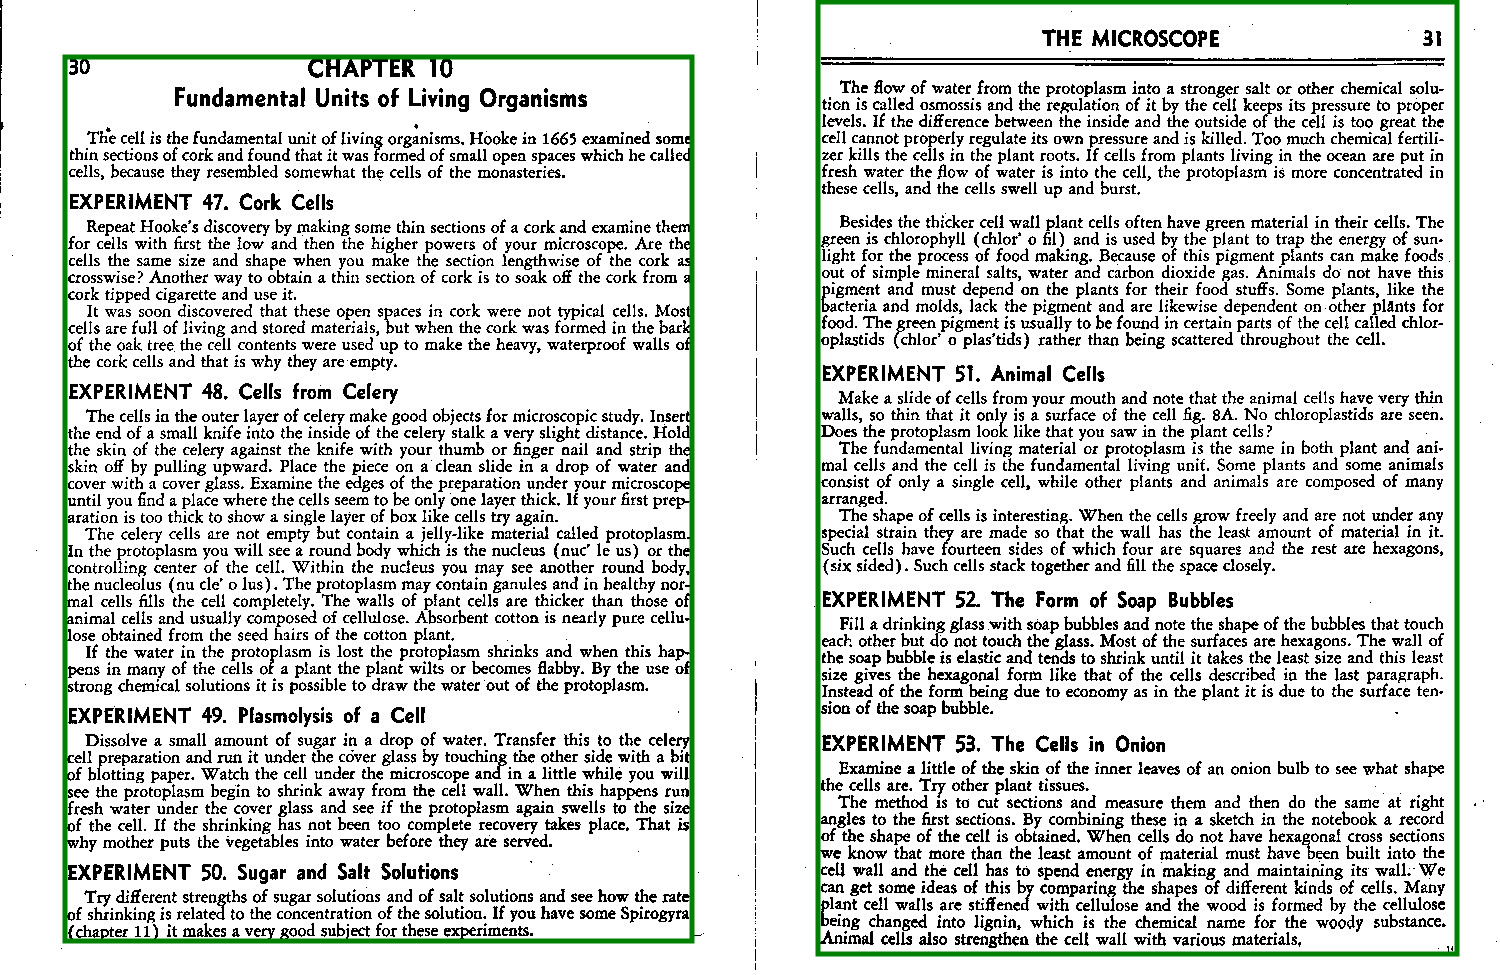 30
CHAPTER 10
Fundamental Units of Living Organisms
The cell is the fundamental unit of living organisms. Hooke in 1665 examined some
thin sections of cork and found that it was formed of small open spaces which he called
cells, because they resembled somewhat the cells of the monasteries.
EXPERIMENT 47. Cork Cells
Repeat Hooke's discovery by making some thin sections of a cork and examine them
for cells with first the low and then the higher powers of your microscope. Are the
cells the same size and shape when you make the section lengthwise of the cork as
crosswise? Another way to obtain a thin section of cork is to soak off the cork from a
cork tipped cigarette and use it.
It was soon discovered that these open spaces in cork were not typical cells. Most
cells are full of living and stored materials, but when the cork was formed in the bark
of the oak tree the cell contents were used up to make the heavy, waterproof walls of
the cork cells and that is why they are empty.
EXPERIMENT 48. Cells from Celery
The cells in the outer layer of celery make good objects for microscopic study. Insert
the end of a small knife into the inside of the celery stalk a very slight distance. Hold
the skin of the celery against the knife with your thumb or finger nail and strip the
skin off by pulling upward. Place the piece on a clean slide in a drop of water and
cover with a cover glass. Examine the edges of the preparation under your microscope
until you find a place where the cells seem to be only one layer thick. If your first prep-
aration is too thick to show a single layer of box like cells try again.
The celery cells are not empty but contain a jelly-like material called protoplasm.
In the protoplasm you will see a round body which is the nucleus (nuc' le us) or the
controlling center of the cell. Within the nucleus you may see another round body,
the nucleolus (nu cle' o lus). The protoplasm may contain ganules and in healthy nor-
mal cells fills the cell completely. The walls of plant cells are thicker than those of
animal cells and usually composed of cellulose. Absorbent cotton is nearly pure cellu-
lose obtained from the seed hairs of the cotton plant.
If the water in the protoplasm is lost the protoplasm shrinks and when this hap-
pens in many of the cells of a plant the plant wilts or becomes flabby. By the use of
strong chemical solutions it is possible to draw the water out of the protoplasm.
EXPERIMENT 49. Plasmolysis of a Cell
Dissolve a small amount of sugar in a drop of water. Transfer this to the celery
cell preparation and run it under the cover glass by touching the other side with a bit
of blotting paper. Watch the cell under the microscope and in a little while you will
see the protoplasm begin to shrink away from the cell wall. When this happens run
fresh water under the cover glass and see if the protoplasm again swells to the size
of the cell. If the shrinking has not been too complete recovery takes place. That is
why mother puts the vegetables into water before they are served.
EXPERIMENT 50. Sugar and Salt Solutions
Try different strengths of sugar solutions and of salt solutions and see how the rate
of shrinking is related to the concentration of the solution. If you have some Spirogyra
(chapter 11) it makes a very good subject for these experiments.
THE MICROSCOPE 31
The flow of water from the protoplasm into a stronger salt or other chemical solu-
tion is called osmossis and the regulation of it by the cell keeps its pressure to proper
levels. If the difference between the inside and the outside of the cell is too great the
cell cannot properly regulate its own pressure and is killed. Too much chemical fertili-
zer kills the cells in the plant roots. If cells from plants living in the ocean are put in
fresh water the flow of water is into the cell, the protoplasm is more concentrated in
these cells, and the cells swell up and burst.
Besides the thicker cell wall plant cells often have green material in their cells. The
green is chlorophyll (chlor' o fil) and is used by the plant to trap the energy of sun-
light for the process of food making. Because of this pigment plants can make foods
out of simple mineral salts, water and carbon dioxide gas. Animals do not have this
pigment and must depend on the plants for their food stuffs. Some plants, like the
bacteria and molds, lack the pigment and are likewise dependent on other plants for
food. The green pigment is usually to be found in certain parts of the cell called chlor-
oplastids (chlor' o plas'tids) rather than being scattered throughout the cell.
EXPERIMENT 51. Animal Cells
Make a slide of cells from your mouth and note that the animal cells have very thin
walls, so thin that it only is a surface of the cell fig. 8A. No chloroplastids are seen.
Does the protoplasm look like that you saw in the plant cells?
The fundamental living material or protoplasm is the same in both plant and ani-
mal cells and the cell is the fundamental living unit. Some plants and some animals
consist of only a single cell, while other plants and animals are composed of many
arranged.
The shape of cells is interesting. When the cells grow freely and are not under any
special strain they are made so that the wall has the least amount of material in it.
Such cells have fourteen sides of which four are squares and the rest are hexagons,
(six sided). Such cells stack together and fill the space closely.
EXPERIMENT 52. The Form of Soap Bubbles
Fill a drinking glass with soap bubbles and note the shape of the bubbles that touch
each other but do not touch the glass. Most of the surfaces are hexagons. The wall of
the soap bubble is elastic and tends to shrink until it takes the least size and this least
size gives the hexagonal form like that of the cells described in the last paragraph.
Instead of the form being due to economy as in the plant it is due to the surface ten-
sion of the soap bubble.
EXPERIMENT 53. The Cells in Onion
Examine a little of the skin of the inner leaves of an onion bulb to see what shape
the cells are. Try other plant tissues.
The method is to cut sections and measure them and then do the same at right
angles to the first sections. By combining these in a sketch in the notebook a record
of the shape of the cell is obtained. When cells do not have hexagonal cross sections
we know that more than the least amount of material must have been built into the
cell wall and the cell has to spend energy in making and maintaining its wall. We
can get some ideas of this by comparing the shapes of different kinds of cells. Many
plant cell walls are stiffened with cellulose and the wood is formed by the cellulose
being changed into lignin, which is the chemical name for the woody substance.
Animal cells also strengthen the cell wall with various materials.